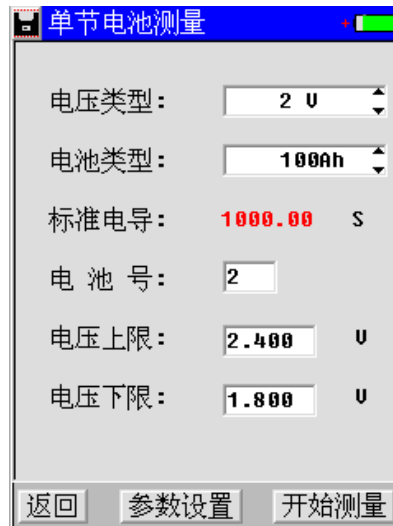 单节电池测量
电压类型: 2 V
电池类型: 100Ah
标准电导: 1000.00 S
电 池 号: 2
电压上限: 2.400 V
电压下限: 1.800 V
返回 参数设置 开始测量